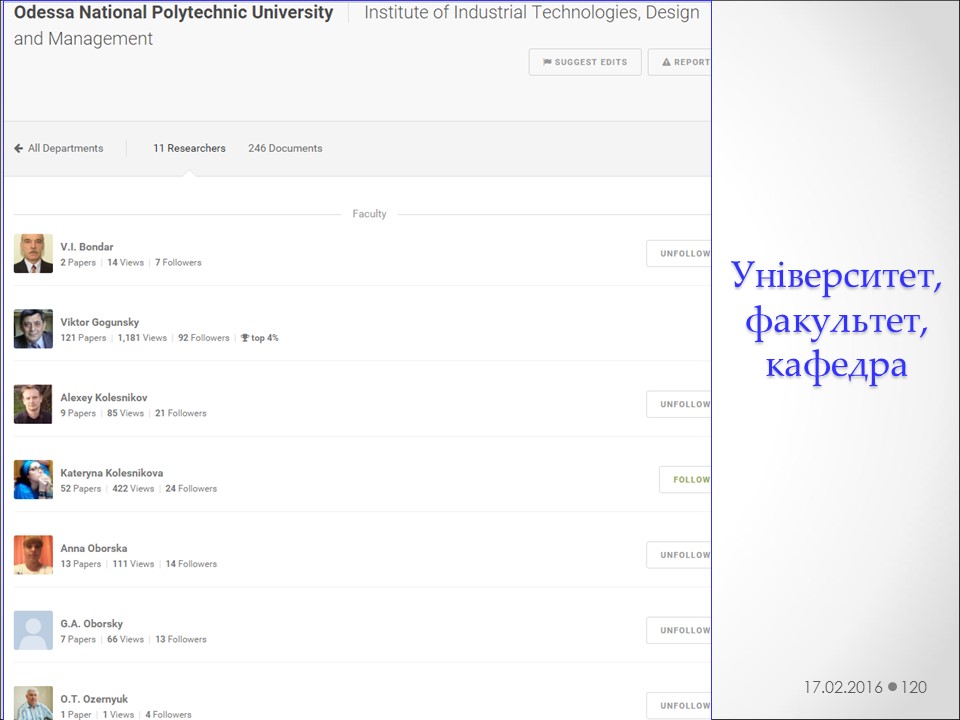 Odessa National Polytechnic University | Institute of Industrial Technologies, Design
and Management
SUGGEST EDITS REPORT
All Departments 11 Researchers 246 Documents
Faculty
V.I. Bondar
2 Papers | 14 Views | 7 Followers
UNFOLLOW
Viktor Gogunsky
121 Papers | 1,181 Views | 92 Followers | top 4%
Alexey Kolesnikov
9 Papers | 85 Views | 21 Followers
UNFOLLOW
Kateryna Kolesnikova
52 Papers | 422 Views | 24 Followers
FOLLOW
Anna Oborska
13 Papers | 111 Views | 14 Followers
UNFOLLOW
G.A. Oborsky
7 Papers | 66 Views | 13 Followers
UNFOLLOW
O.T. Ozernyuk
1 Paper | 1 Views | 4 Followers
UNFOLLOW
Університет,
факультет,
кафедра
17.02.2016 ● 120